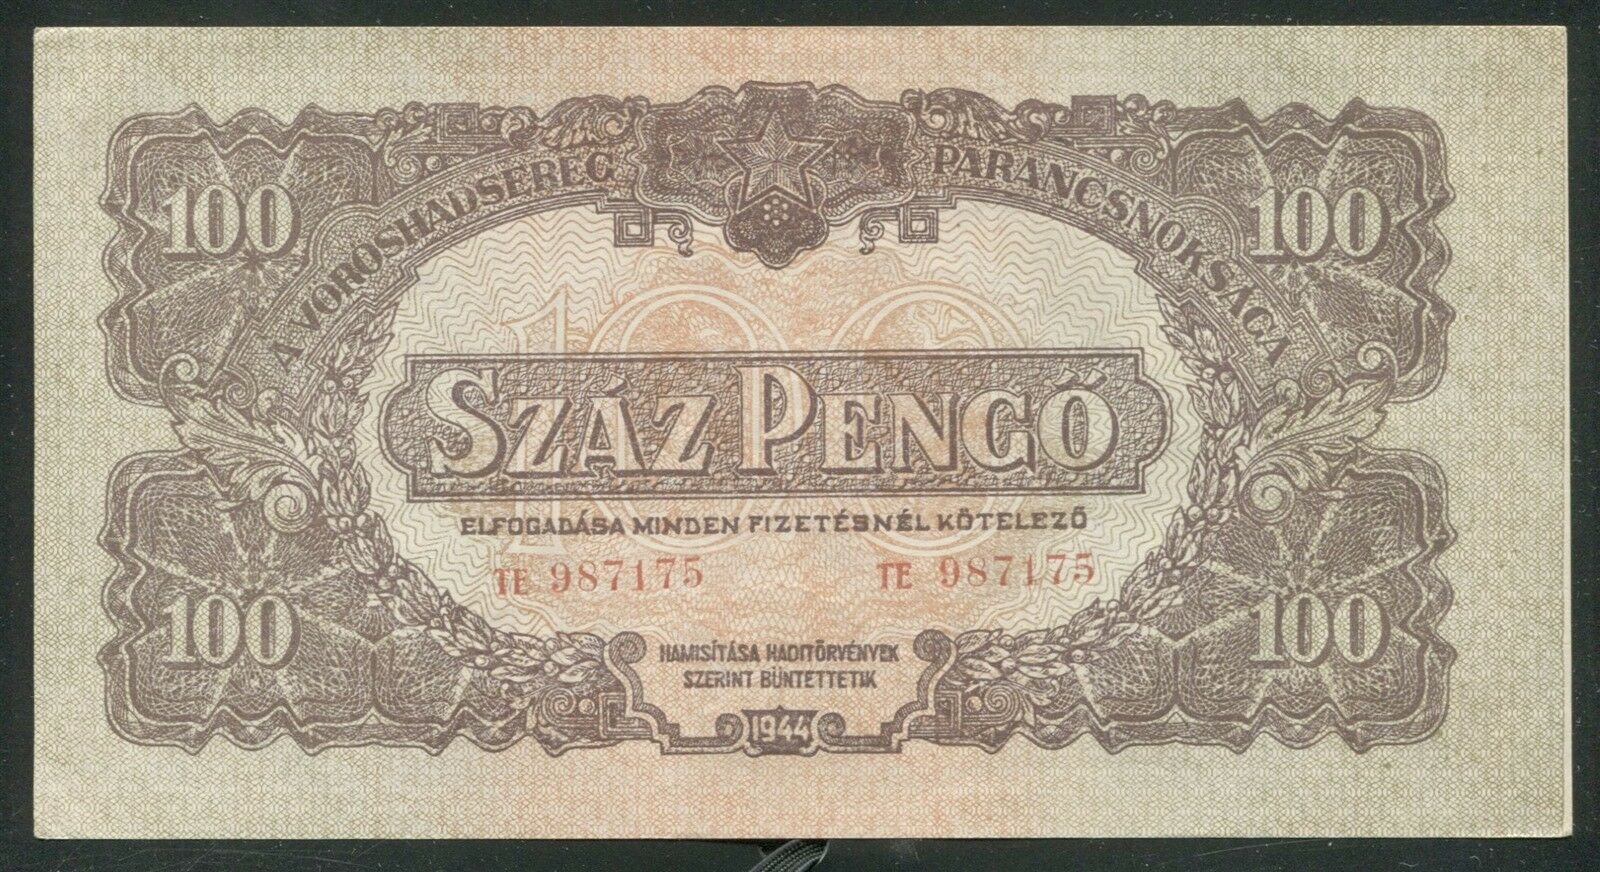 A VÖRÖSHADSEREG PARANCSNOKSÁGA
100 100
100
SZÁZ PENGŐ
ELFOGADÁSA MINDEN FIZETÉSNÉL KÖTELEZŐ
TE 987175 TE 987175
100 100
HAMISÍTÁSA HADITÖRVÉNYEK
SZERINT BÜNTETTETIK
1944